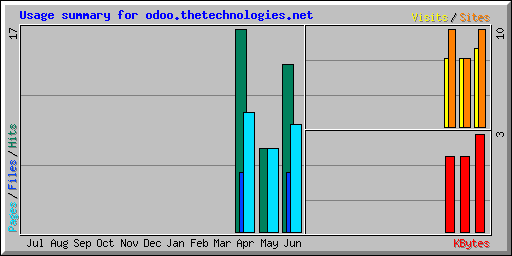 Usage summary for odoo.thetechnologies.net
Visits/Sites
17
10
Pages/Files/Hits
3
Jul Aug Sep Oct Nov Dec Jan Feb Mar Apr May Jun
KBytes